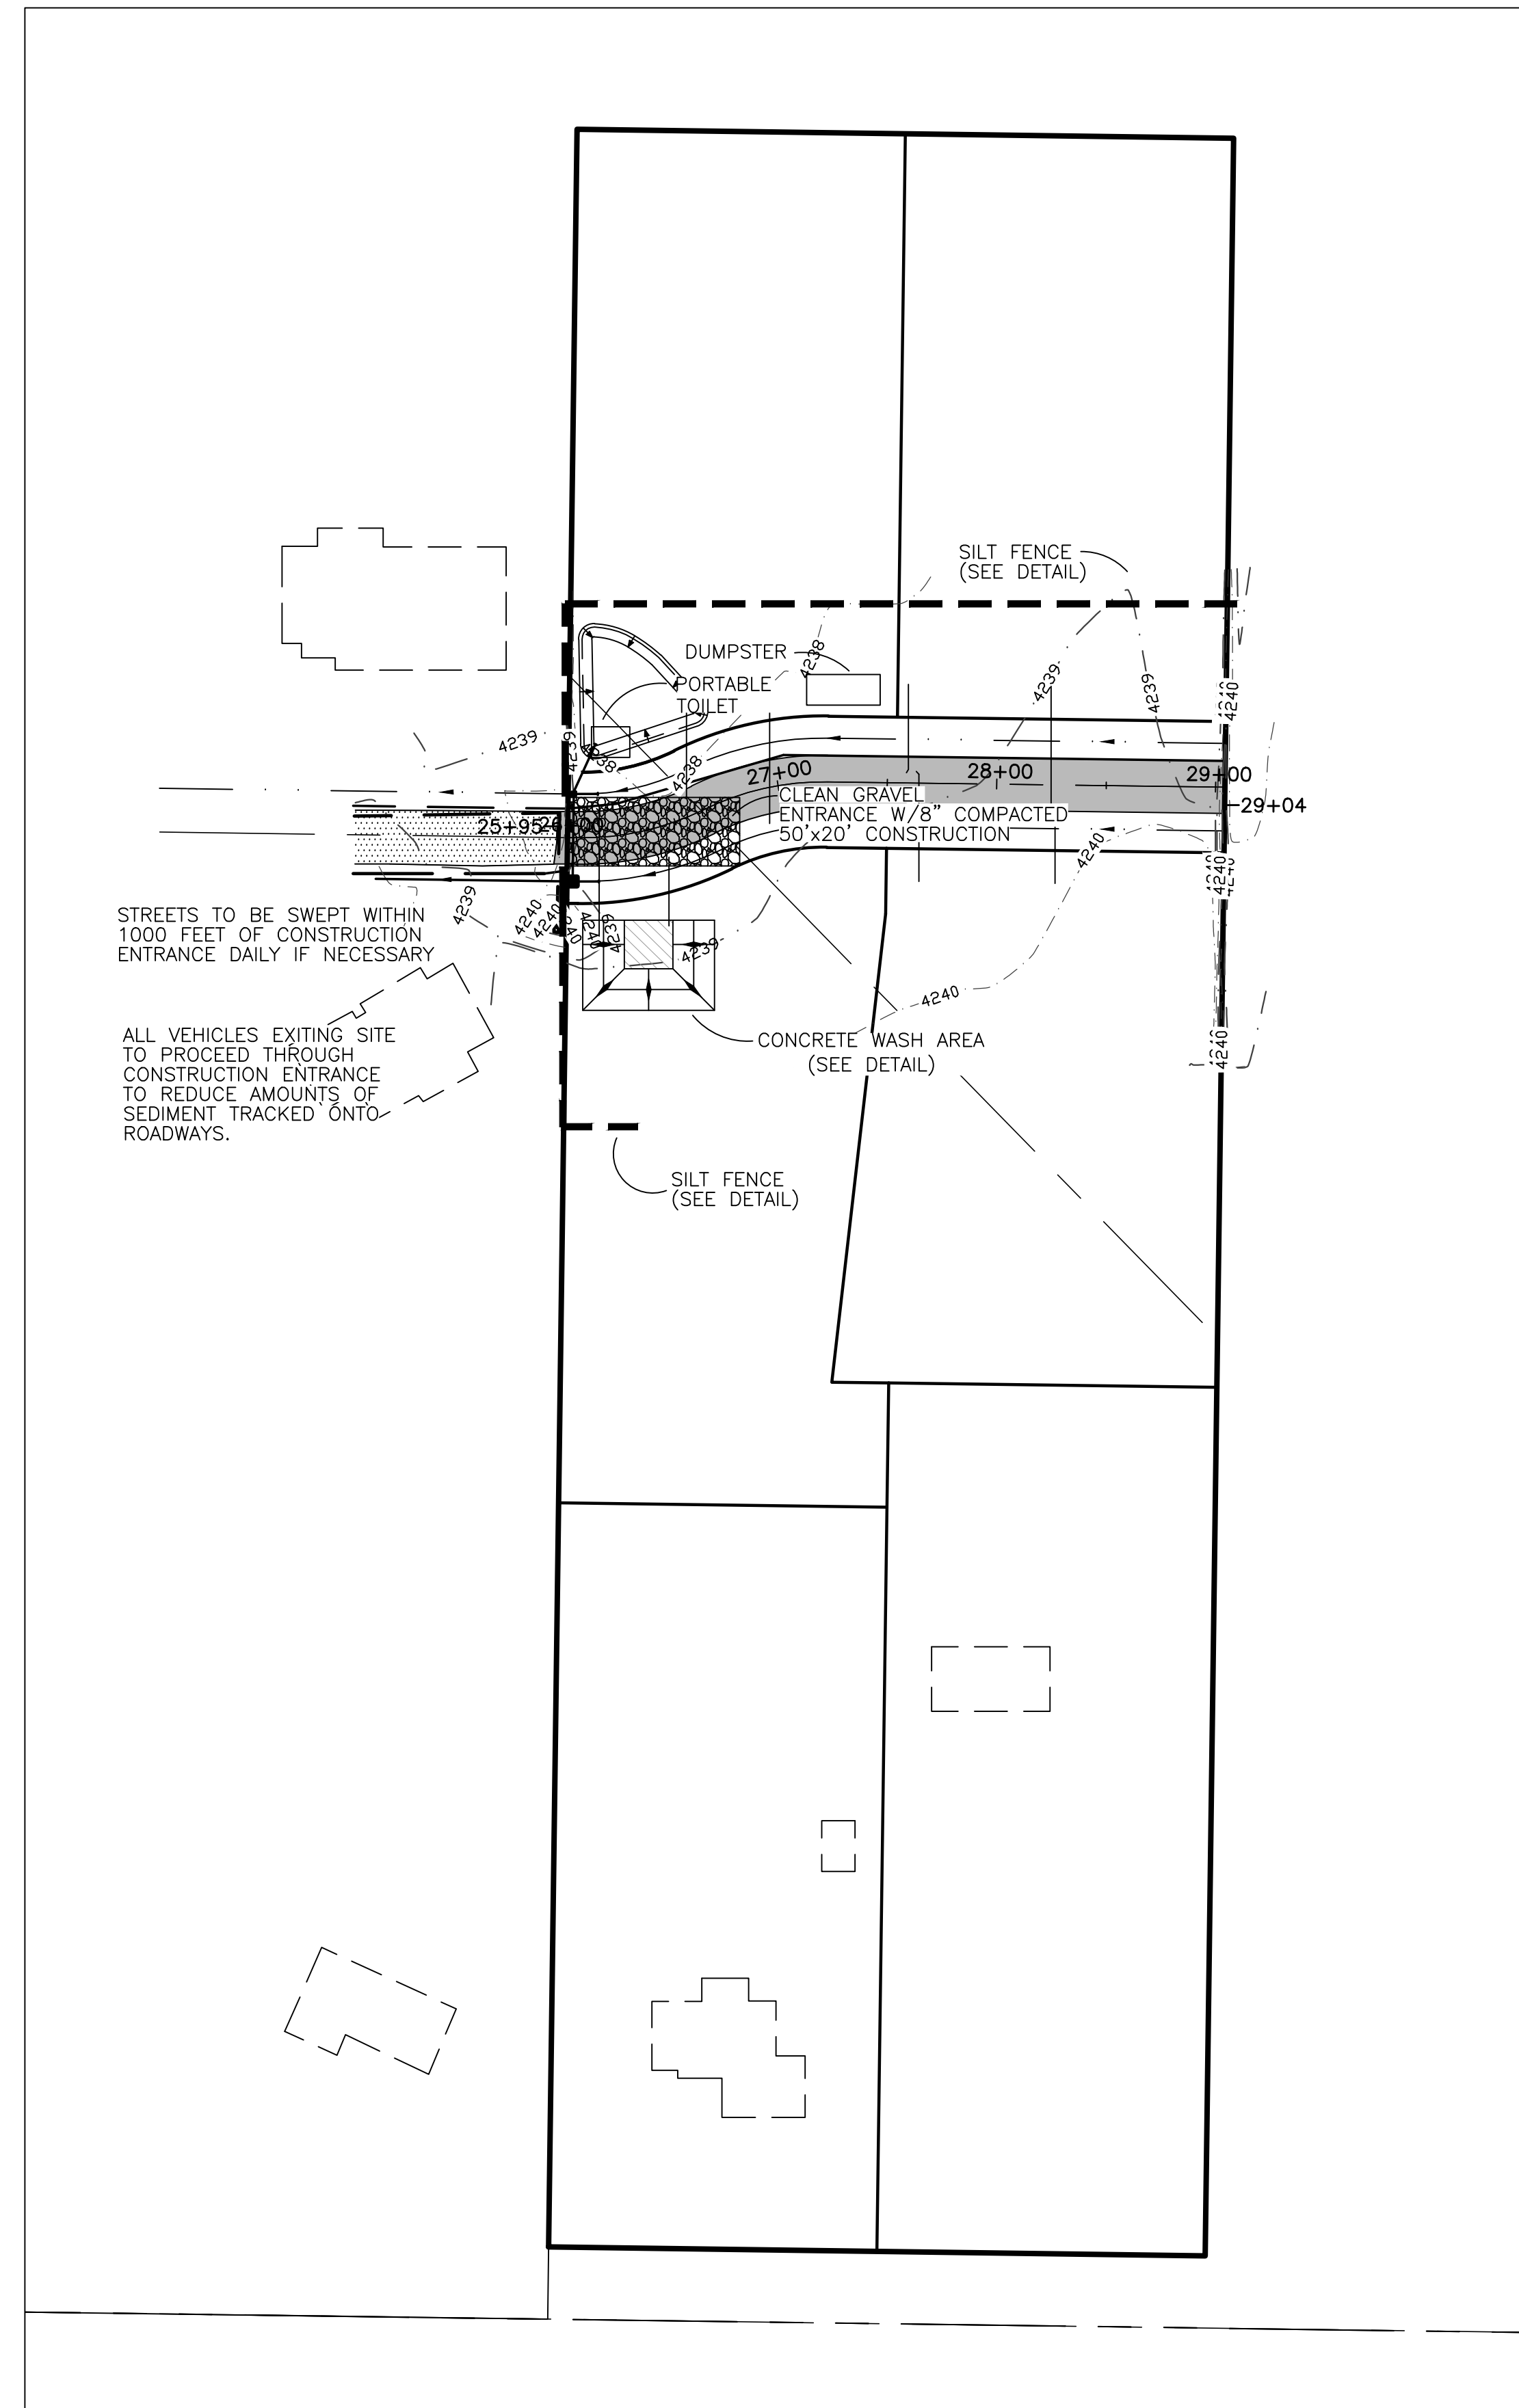 SILT FENCE
(SEE DETAIL)
DUMPSTER
PORTABLE
TOILET
4238
4239
4239
4240
4239
4239
4238
4238
27+00
28+00
29+00
29+04
CLEAN GRAVEL
ENTRANCE W/8" COMPACTED
50'x20' CONSTRUCTION
25+95
4240
4240
4239
4240
4240
4240
4239
4239
STREETS TO BE SWEPT WITHIN
1000 FEET OF CONSTRUCTION
ENTRANCE DAILY IF NECESSARY
4240
4240
ALL VEHICLES EXITING SITE
TO PROCEED THROUGH
CONSTRUCTION ENTRANCE
TO REDUCE AMOUNTS OF
SEDIMENT TRACKED ONTO
ROADWAYS.
CONCRETE WASH AREA
(SEE DETAIL)
SILT FENCE
(SEE DETAIL)